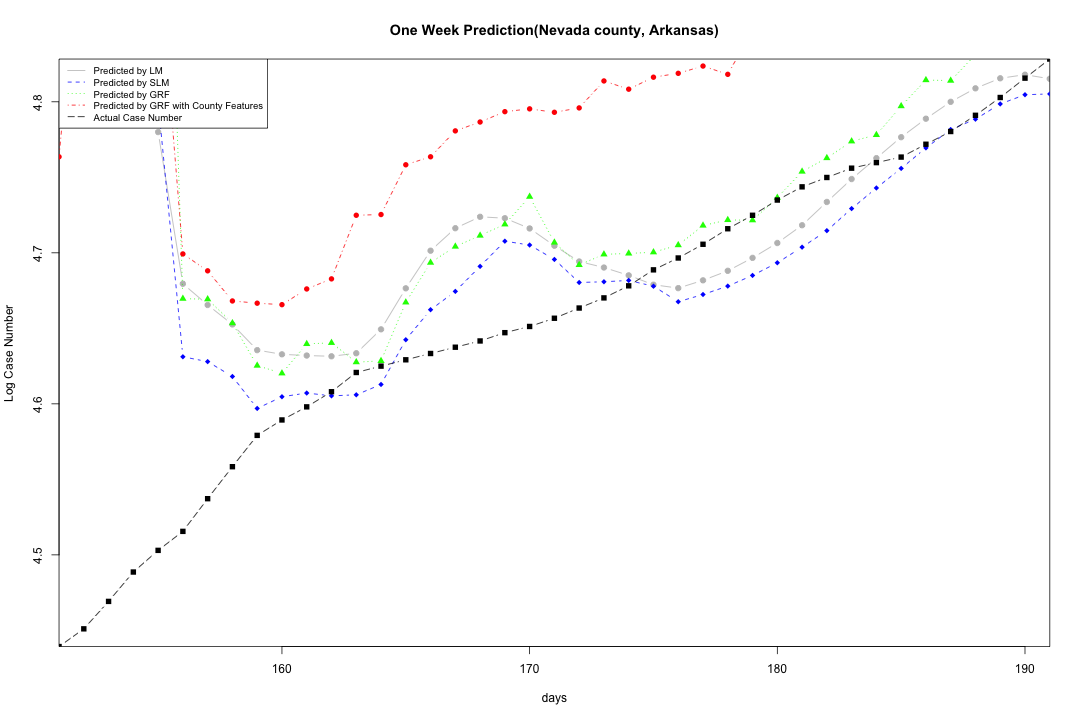 One Week Prediction(Nevada county, Arkansas)
Predicted by LM
Predicted by SLM
Predicted by GRF
Predicted by GRF with County Features
Actual Case Number
4.8
4.7
4.6
4.5
Log Case Number
160 170 180 190
days